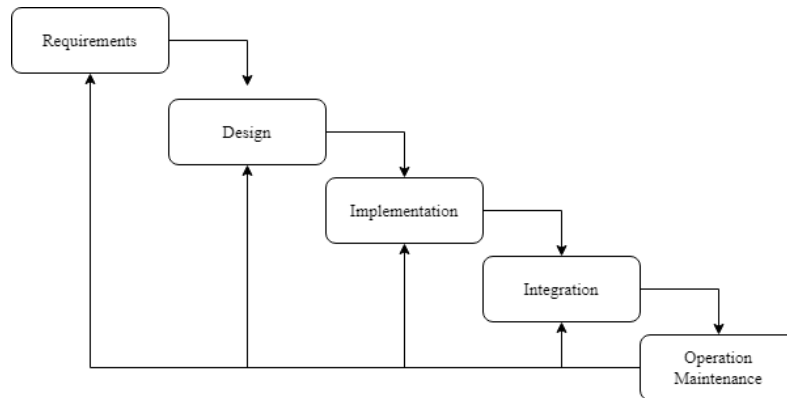 Requirements
Design
Implementation
Integration
Operation
Maintenance